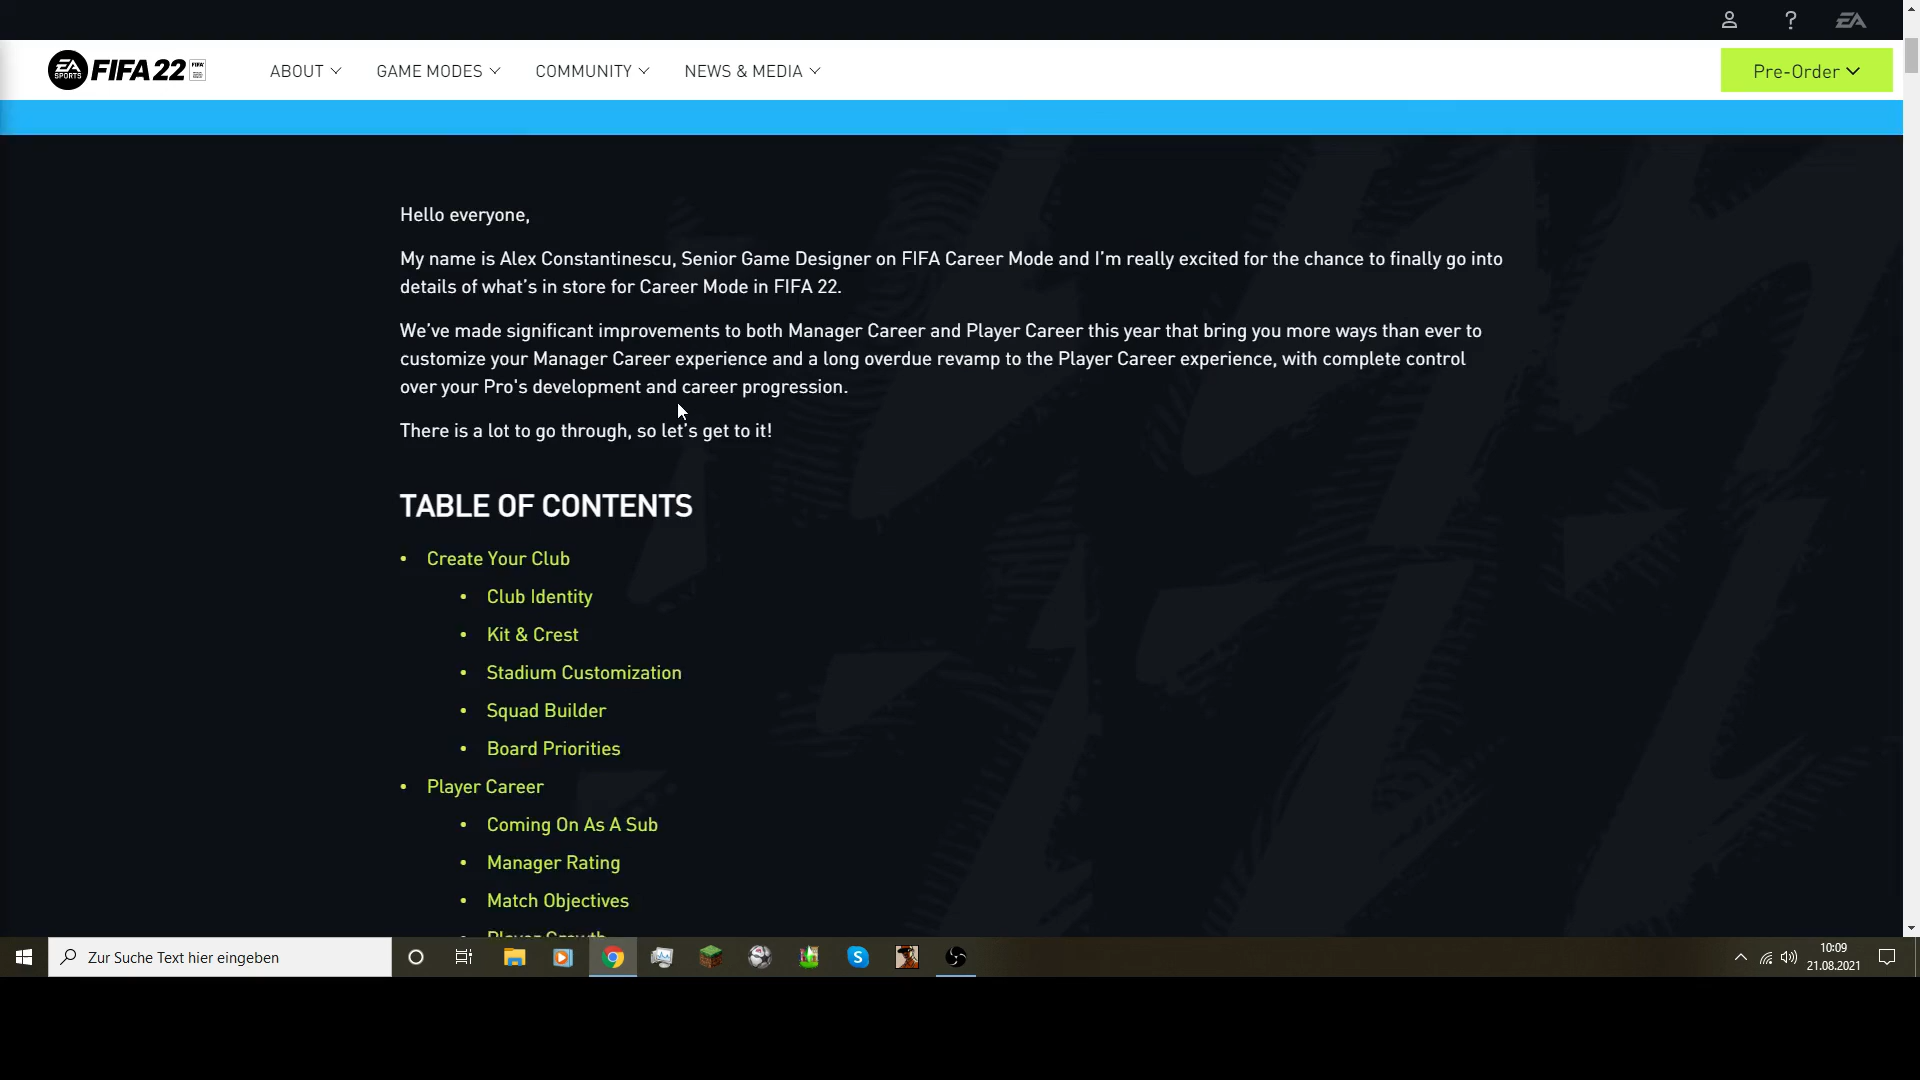 EA
EA SPORTS FIFA 22 FIFA
ABOUT GAME MODES COMMUNITY NEWS & MEDIA Pre-Order
Hello everyone,
My name is Alex Constantinescu, Senior Game Designer on FIFA Career Mode and I'm really excited for the chance to finally go into
details of what's in store for Career Mode in FIFA 22.
We've made significant improvements to both Manager Career and Player Career this year that bring you more ways than ever to
customize your Manager Career experience and a long overdue revamp to the Player Career experience, with complete control
over your Pro's development and career progression.
There is a lot to go through, so let's get to it!
TABLE OF CONTENTS
• Create Your Club
• Club Identity
• Kit & Crest
• Stadium Customization
• Squad Builder
• Board Priorities
• Player Career
• Coming On As A Sub
• Manager Rating
• Match Objectives
• Player Growth
Zur Suche Text hier eingeben
10:09
21.08.2021